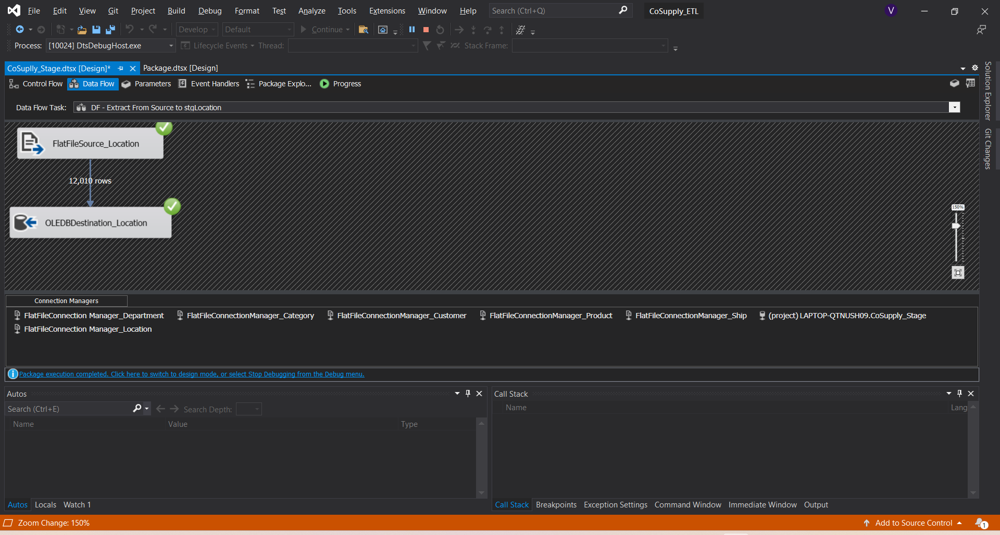 File Edit View Git Project Build Debug Format Test Analyze Tools Extensions Window Help Search (Ctrl+Q) CoSupply_ETL V
Develop Default Continue
Process: [10024] DtsDebugHost.exe Lifecycle Events Thread: Stack Frame:
CoSuplly_Stage.dtsx [Design]* Package.dtsx [Design]
Control Flow Data Flow Parameters Event Handlers Package Explo... Progress
Data Flow Task: DF - Extract From Source to stgLocation
Solution Explorer
Git Changes
FlatFileSource_Location
12,010 rows
OLEDBDestination_Location
150%
Connection Managers
FlatFileConnection Manager_Department FlatFileConnectionManager_Category FlatFileConnectionManager_Customer FlatFileConnectionManager_Product FlatFileConnectionManager_Ship (project) LAPTOP-QTNUSH09.CoSupply_Stage
FlatFileConnection Manager_Location
Package execution completed. Click here to switch to design mode, or select Stop Debugging from the Debug menu.
Autos
Search (Ctrl+E) Search Depth:
Name Value Type
Call Stack
Name Lang
Autos Locals Watch 1
Call Stack Breakpoints Exception Settings Command Window Immediate Window Output
Zoom Change: 150% Add to Source Control 1